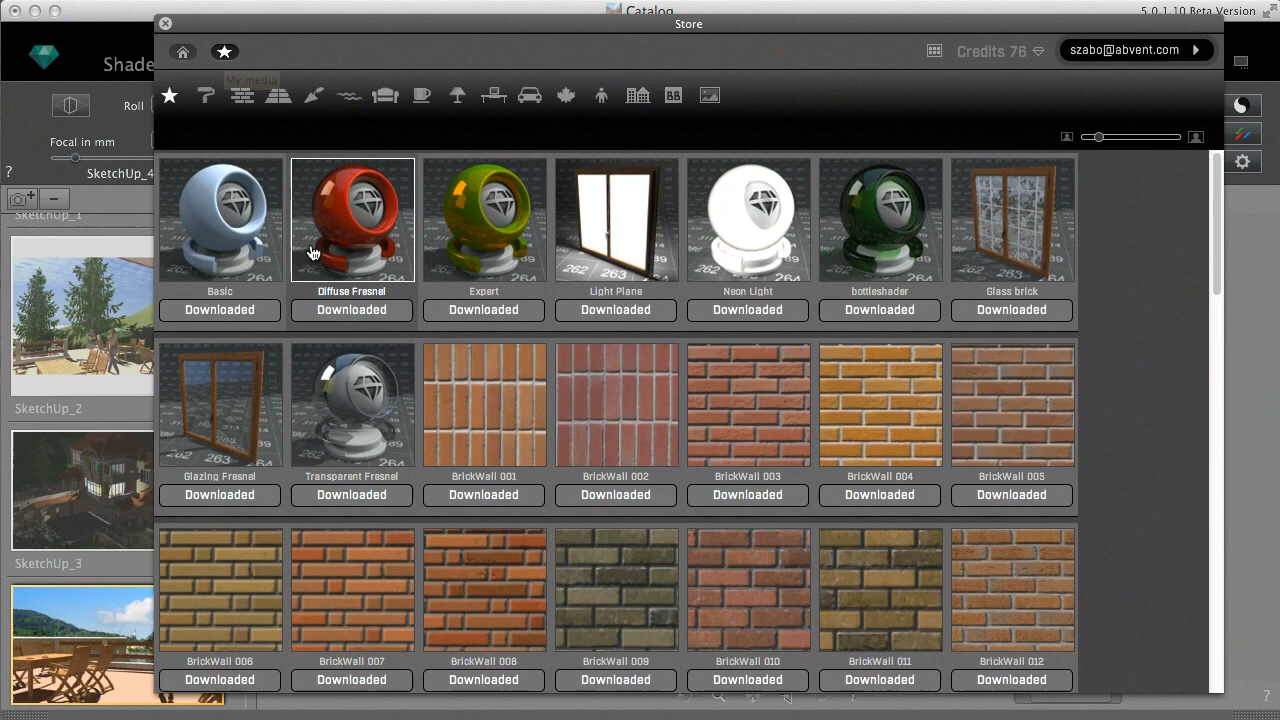 Catalog
5.0.1.10 Beta Version
Store
Shade
Credits 76
szabo@abvent.com
My media
Roll
Focal in mm
?
SketchUp_4
SketchUp_1
Basic
Diffuse Fresnel
Expert
Light Plane
Neon Light
bottleshader
Glass brick
Downloaded
Downloaded
Downloaded
Downloaded
Downloaded
Downloaded
Downloaded
SketchUp_2
Glazing Fresnel
Transparent Fresnel
BrickWall 001
BrickWall 002
BrickWall 003
BrickWall 004
BrickWall 005
Downloaded
Downloaded
Downloaded
Downloaded
Downloaded
Downloaded
Downloaded
SketchUp_3
BrickWall 006
BrickWall 007
BrickWall 008
BrickWall 009
BrickWall 010
BrickWall 011
BrickWall 012
Downloaded
Downloaded
Downloaded
Downloaded
Downloaded
Downloaded
Downloaded